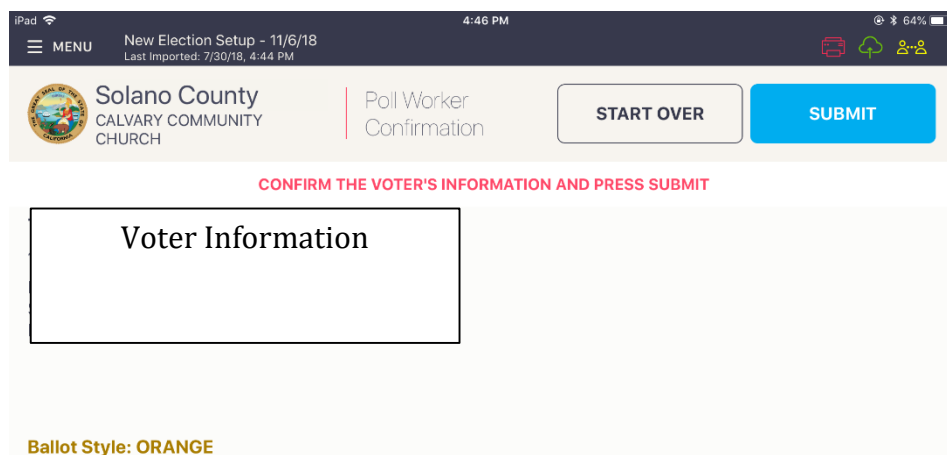 iPad 4:46 PM 64%
MENU New Election Setup - 11/6/18
Last Imported: 7/30/18, 4:44 PM
Solano County
CALVARY COMMUNITY
CHURCH
Poll Worker
Confirmation
START OVER
SUBMIT
CONFIRM THE VOTER'S INFORMATION AND PRESS SUBMIT
Voter Information
Ballot Style: ORANGE